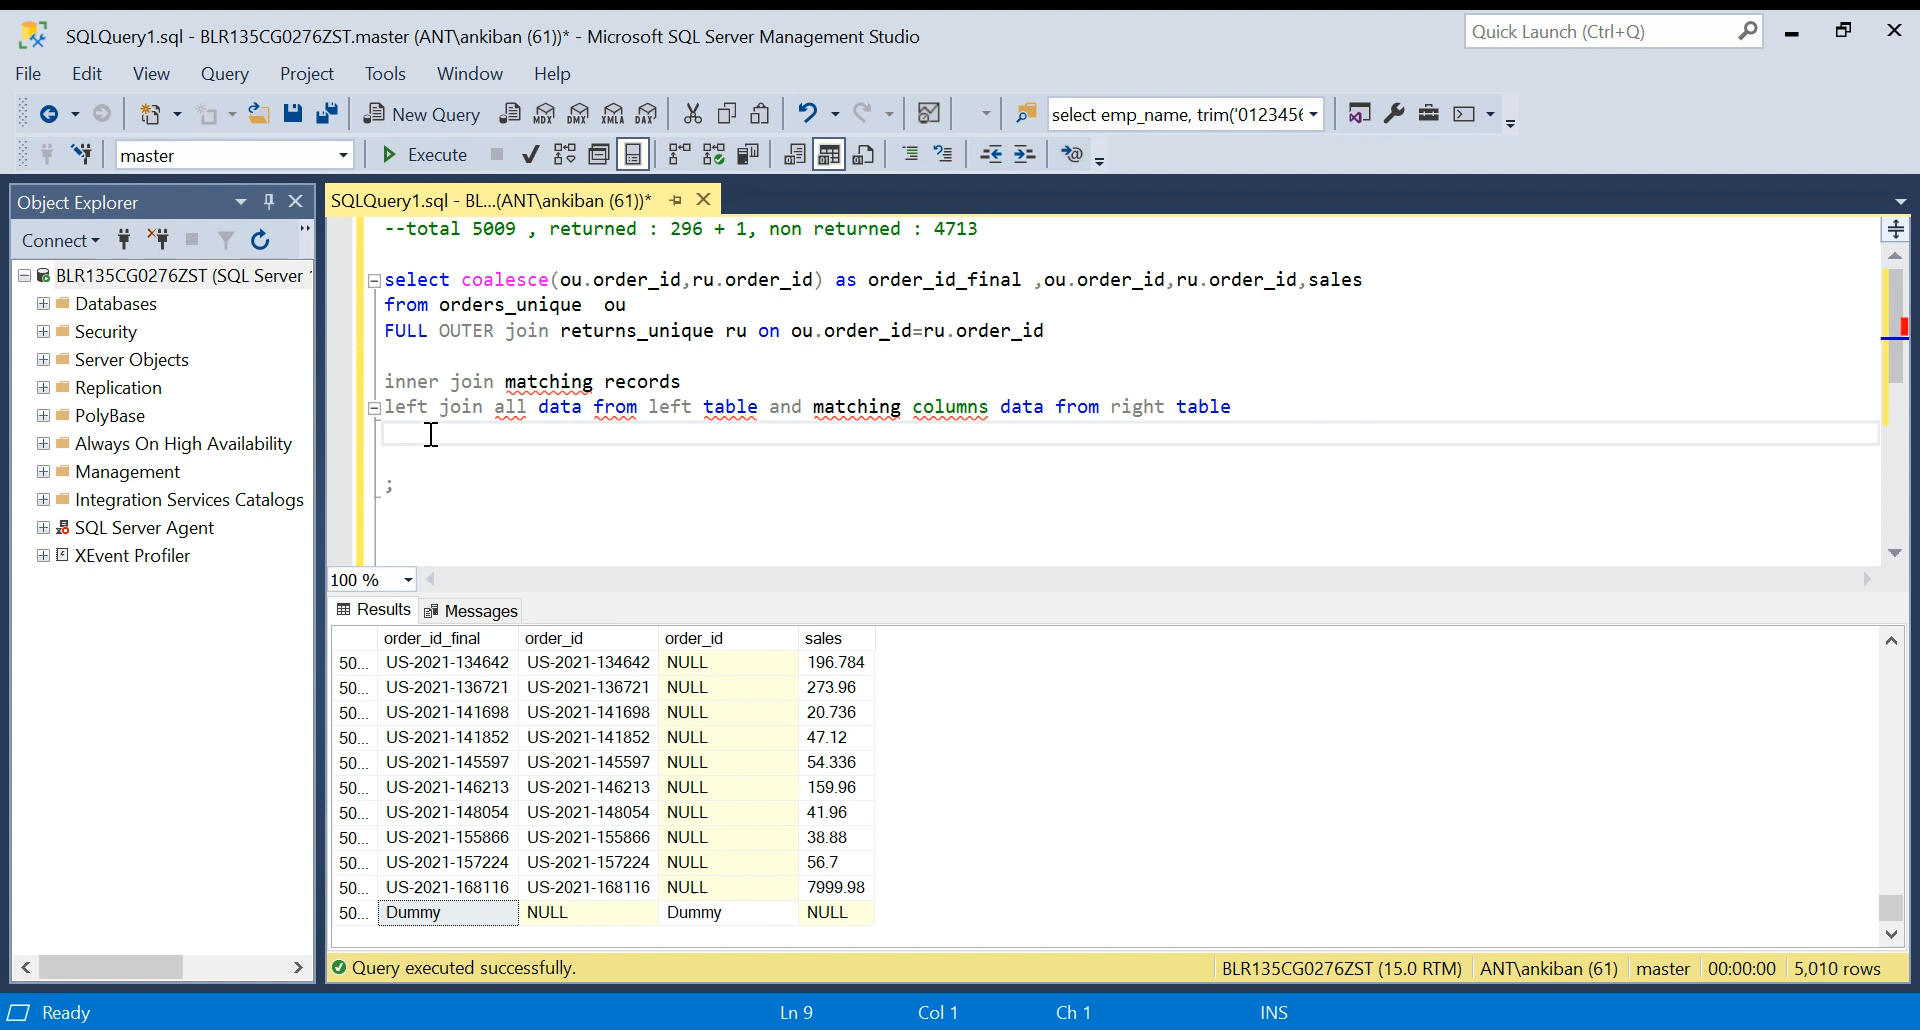 SQLQuery1.sql - BLR135CG0276ZST.master (ANT\ankiban (61))* - Microsoft SQL Server Management Studio
Quick Launch (Ctrl+Q)
File Edit View Query Project Tools Window Help
New Query MDX DMX XMLA DAX select emp_name, trim('0123456
master Execute
Object Explorer
SQLQuery1.sql - BL...(ANT\ankiban (61))*
Connect
BLR135CG0276ZST (SQL Server
Databases
Security
Server Objects
Replication
PolyBase
Always On High Availability
Management
Integration Services Catalogs
SQL Server Agent
XEvent Profiler
--total 5009 , returned : 296 + 1, non returned : 4713
select coalesce(ou.order_id,ru.order_id) as order_id_final ,ou.order_id,ru.order_id,sales
from orders_unique ou
FULL OUTER join returns_unique ru on ou.order_id=ru.order_id
inner join matching records
left join all data from left table and matching columns data from right table
;
100 %
Results Messages
order_id_final order_id order_id sales
50... US-2021-134642 US-2021-134642 NULL 196.784
50... US-2021-136721 US-2021-136721 NULL 273.96
50... US-2021-141698 US-2021-141698 NULL 20.736
50... US-2021-141852 US-2021-141852 NULL 47.12
50... US-2021-145597 US-2021-145597 NULL 54.336
50... US-2021-146213 US-2021-146213 NULL 159.96
50... US-2021-148054 US-2021-148054 NULL 41.96
50... US-2021-155866 US-2021-155866 NULL 38.88
50... US-2021-157224 US-2021-157224 NULL 56.7
50... US-2021-168116 US-2021-168116 NULL 7999.98
50... Dummy NULL Dummy NULL
Query executed successfully. BLR135CG0276ZST (15.0 RTM) ANT\ankiban (61) master 00:00:00 5,010 rows
Ready Ln 9 Col 1 Ch 1 INS